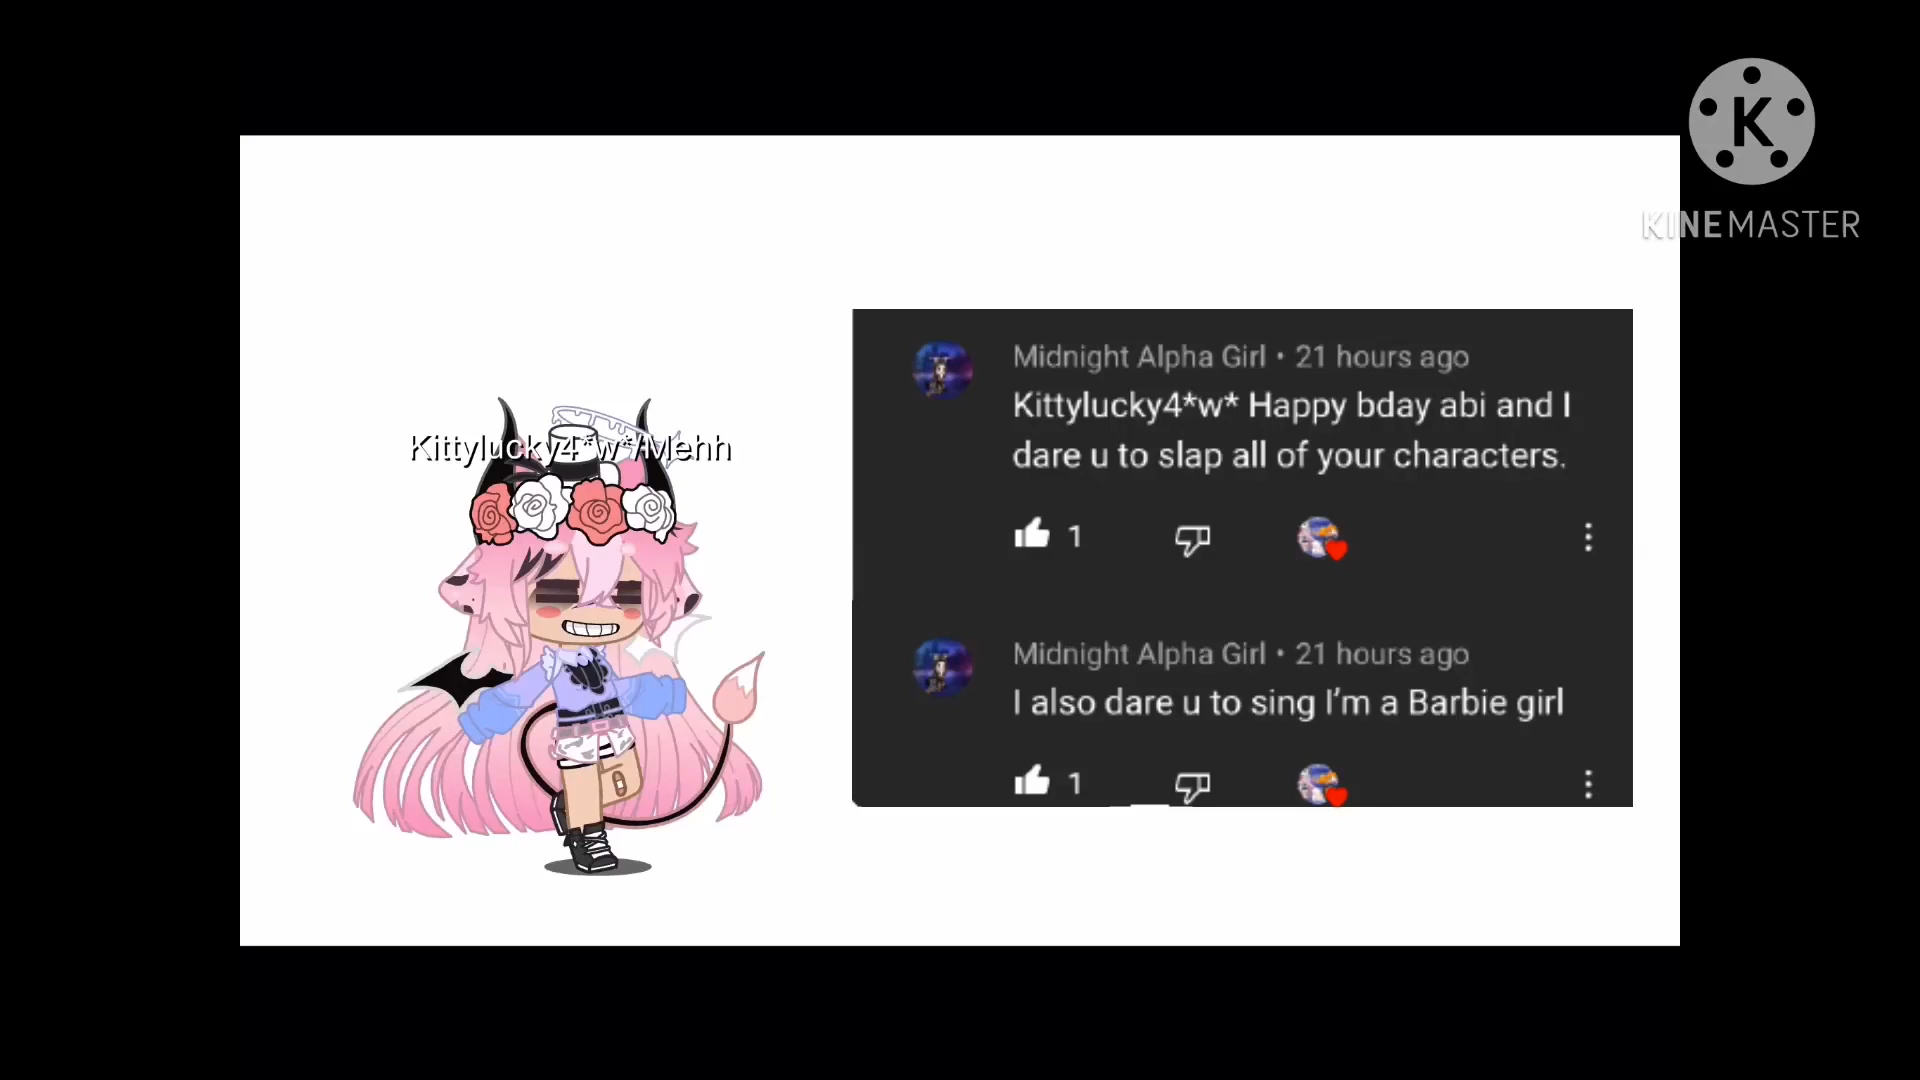 K
KINEMASTER
Kittylucky4*w*/Mehh
Midnight Alpha Girl • 21 hours ago
Kittylucky4*w* Happy bday abi and I
dare u to slap all of your characters.
1
Midnight Alpha Girl • 21 hours ago
I also dare u to sing I’m a Barbie girl
1